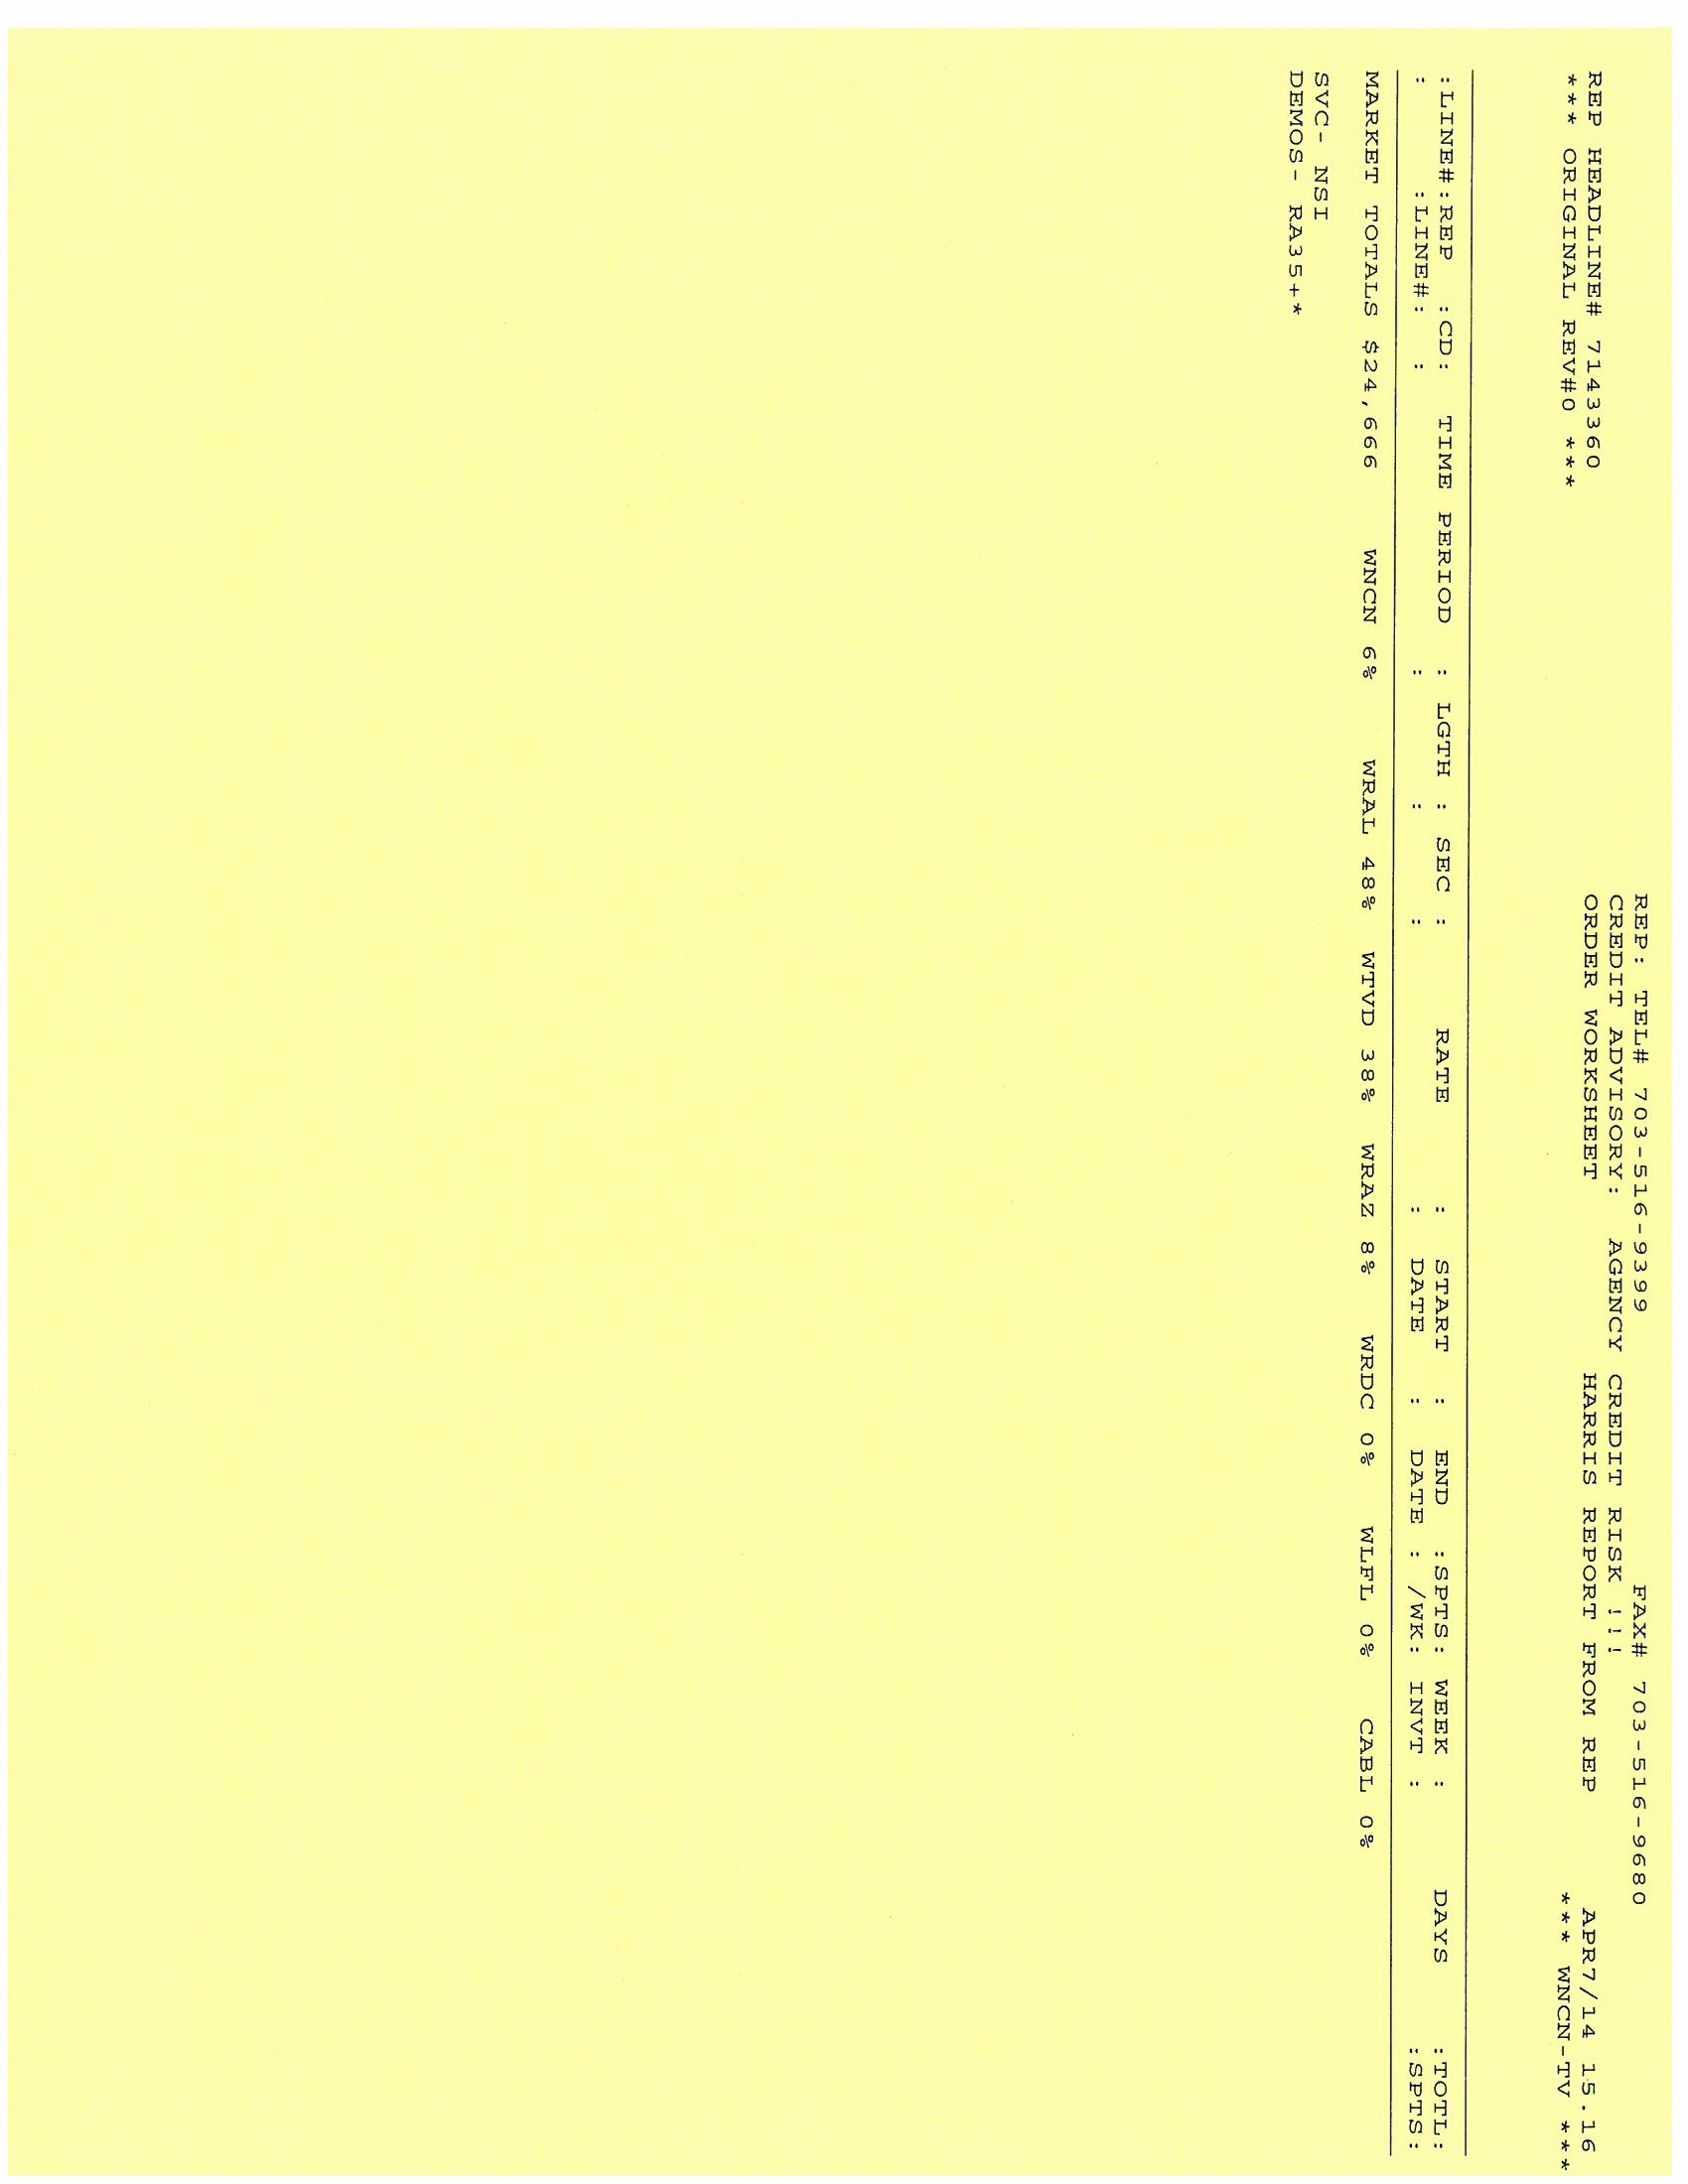 REP: TEL# 703-516-9399 FAX# 703-516-9680
CREDIT ADVISORY: AGENCY CREDIT RISK !!!
REP HEADLINE# 7143360 ORDER WORKSHEET HARRIS REPORT FROM REP APR7/14 15.16
*** ORIGINAL REV#0 *** *** WNCN-TV ***
:LINE#:REP :CD: TIME PERIOD : LGTH : SEC : RATE : START : END :SPTS: WEEK : DAYS :TOTL:
: :LINE#: : : : : : DATE : DATE : /WK: INVT : :SPTS:
MARKET TOTALS $24,666 WNCN 6% WRAL 48% WTVD 38% WRAZ 8% WRDC 0% WLFL 0% CABL 0%
SVC- NSI
DEMOS- RA35+*